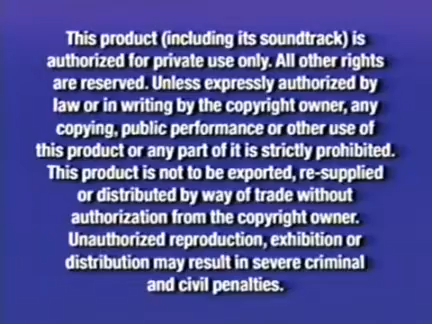 This product (including its soundtrack) is
authorized for private use only. All other rights
are reserved. Unless expressly authorized by
law or in writing by the copyright owner, any
copying, public performance or other use of
this product or any part of it is strictly prohibited.
This product is not to be exported, re-supplied
or distributed by way of trade without
authorization from the copyright owner.
Unauthorized reproduction, exhibition or
distribution may result in severe criminal
and civil penalties.